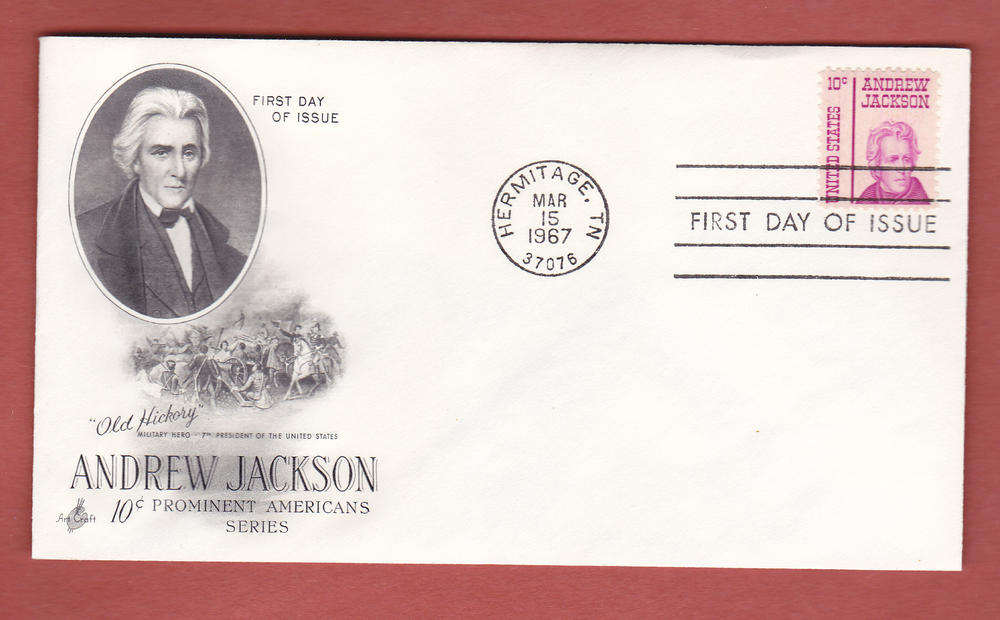 FIRST DAY
OF ISSUE
10c ANDREW
JACKSON
UNITED STATES
HERMITAGE, TN
MAR
15
1967
37076
FIRST DAY OF ISSUE
"Old Hickory"
MILITARY HERO - 7TH PRESIDENT OF THE UNITED STATES
ANDREW JACKSON
10¢ PROMINENT AMERICANS
SERIES
Art Craft